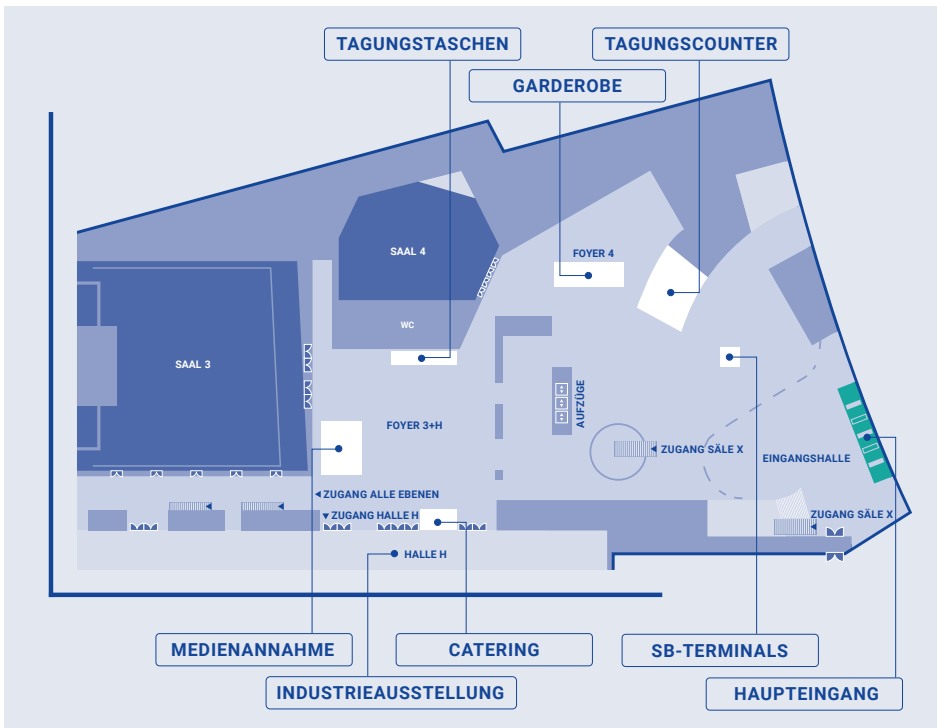 TAGUNGSTASCHEN
TAGUNGSCOUNTER
GARDEROBE
SAAL 4
FOYER 4
WC
SAAL 3
AUFZÜGE
FOYER 3+H
ZUGANG SÄLE X
EINGANGSHALLE
ZUGANG ALLE EBENEN
ZUGANG HALLE H
ZUGANG SÄLE X
HALLE H
MEDIENANNAHME
CATERING
SB-TERMINALS
INDUSTRIEAUSSTELLUNG
HAUPTEINGANG